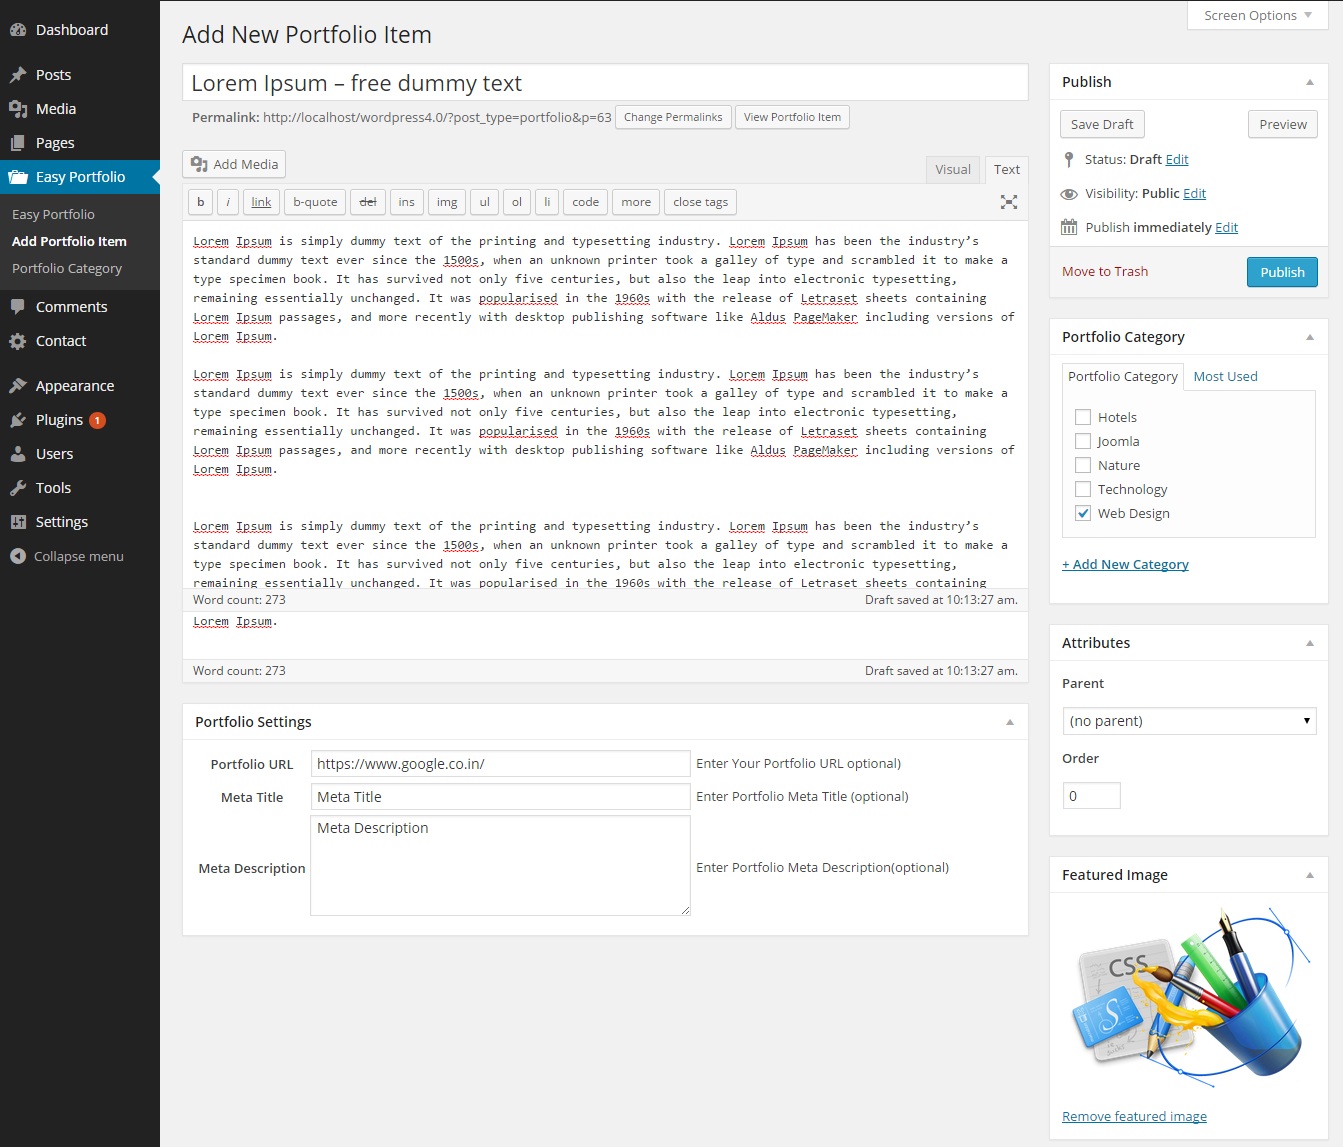 Dashboard
Posts
Media
Pages
Easy Portfolio
Easy Portfolio
Add Portfolio Item
Portfolio Category
Comments
Contact
Appearance
Plugins 1
Users
Tools
Settings
Collapse menu
Screen Options
Add New Portfolio Item
Lorem Ipsum – free dummy text
Permalink: http://localhost/wordpress4.0/?post_type=portfolio&p=63 Change Permalinks View Portfolio Item
Add Media
Visual Text
b i link b-quote del ins img ul ol li code more close tags
Lorem Ipsum is simply dummy text of the printing and typesetting industry. Lorem Ipsum has been the industry’s
standard dummy text ever since the 1500s, when an unknown printer took a galley of type and scrambled it to make a
type specimen book. It has survived not only five centuries, but also the leap into electronic typesetting,
remaining essentially unchanged. It was popularised in the 1960s with the release of Letraset sheets containing
Lorem Ipsum passages, and more recently with desktop publishing software like Aldus PageMaker including versions of
Lorem Ipsum.
Lorem Ipsum is simply dummy text of the printing and typesetting industry. Lorem Ipsum has been the industry’s
standard dummy text ever since the 1500s, when an unknown printer took a galley of type and scrambled it to make a
type specimen book. It has survived not only five centuries, but also the leap into electronic typesetting,
remaining essentially unchanged. It was popularised in the 1960s with the release of Letraset sheets containing
Lorem Ipsum passages, and more recently with desktop publishing software like Aldus PageMaker including versions of
Lorem Ipsum.
Lorem Ipsum is simply dummy text of the printing and typesetting industry. Lorem Ipsum has been the industry’s
standard dummy text ever since the 1500s, when an unknown printer took a galley of type and scrambled it to make a
type specimen book. It has survived not only five centuries, but also the leap into electronic typesetting,
remaining essentially unchanged. It was popularised in the 1960s with the release of Letraset sheets containing
Word count: 273 Draft saved at 10:13:27 am.
Lorem Ipsum.
Word count: 273 Draft saved at 10:13:27 am.
Portfolio Settings
Portfolio URL https://www.google.co.in/ Enter Your Portfolio URL optional)
Meta Title Meta Title Enter Portfolio Meta Title (optional)
Meta Description
Meta Description Enter Portfolio Meta Description(optional)
Publish
Save Draft Preview
Status: Draft Edit
Visibility: Public Edit
Publish immediately Edit
Move to Trash Publish
Portfolio Category
Portfolio Category Most Used
Hotels
Joomla
Nature
Technology
Web Design
+ Add New Category
Attributes
Parent
(no parent)
Order
0
Featured Image
CSS
Remove featured image